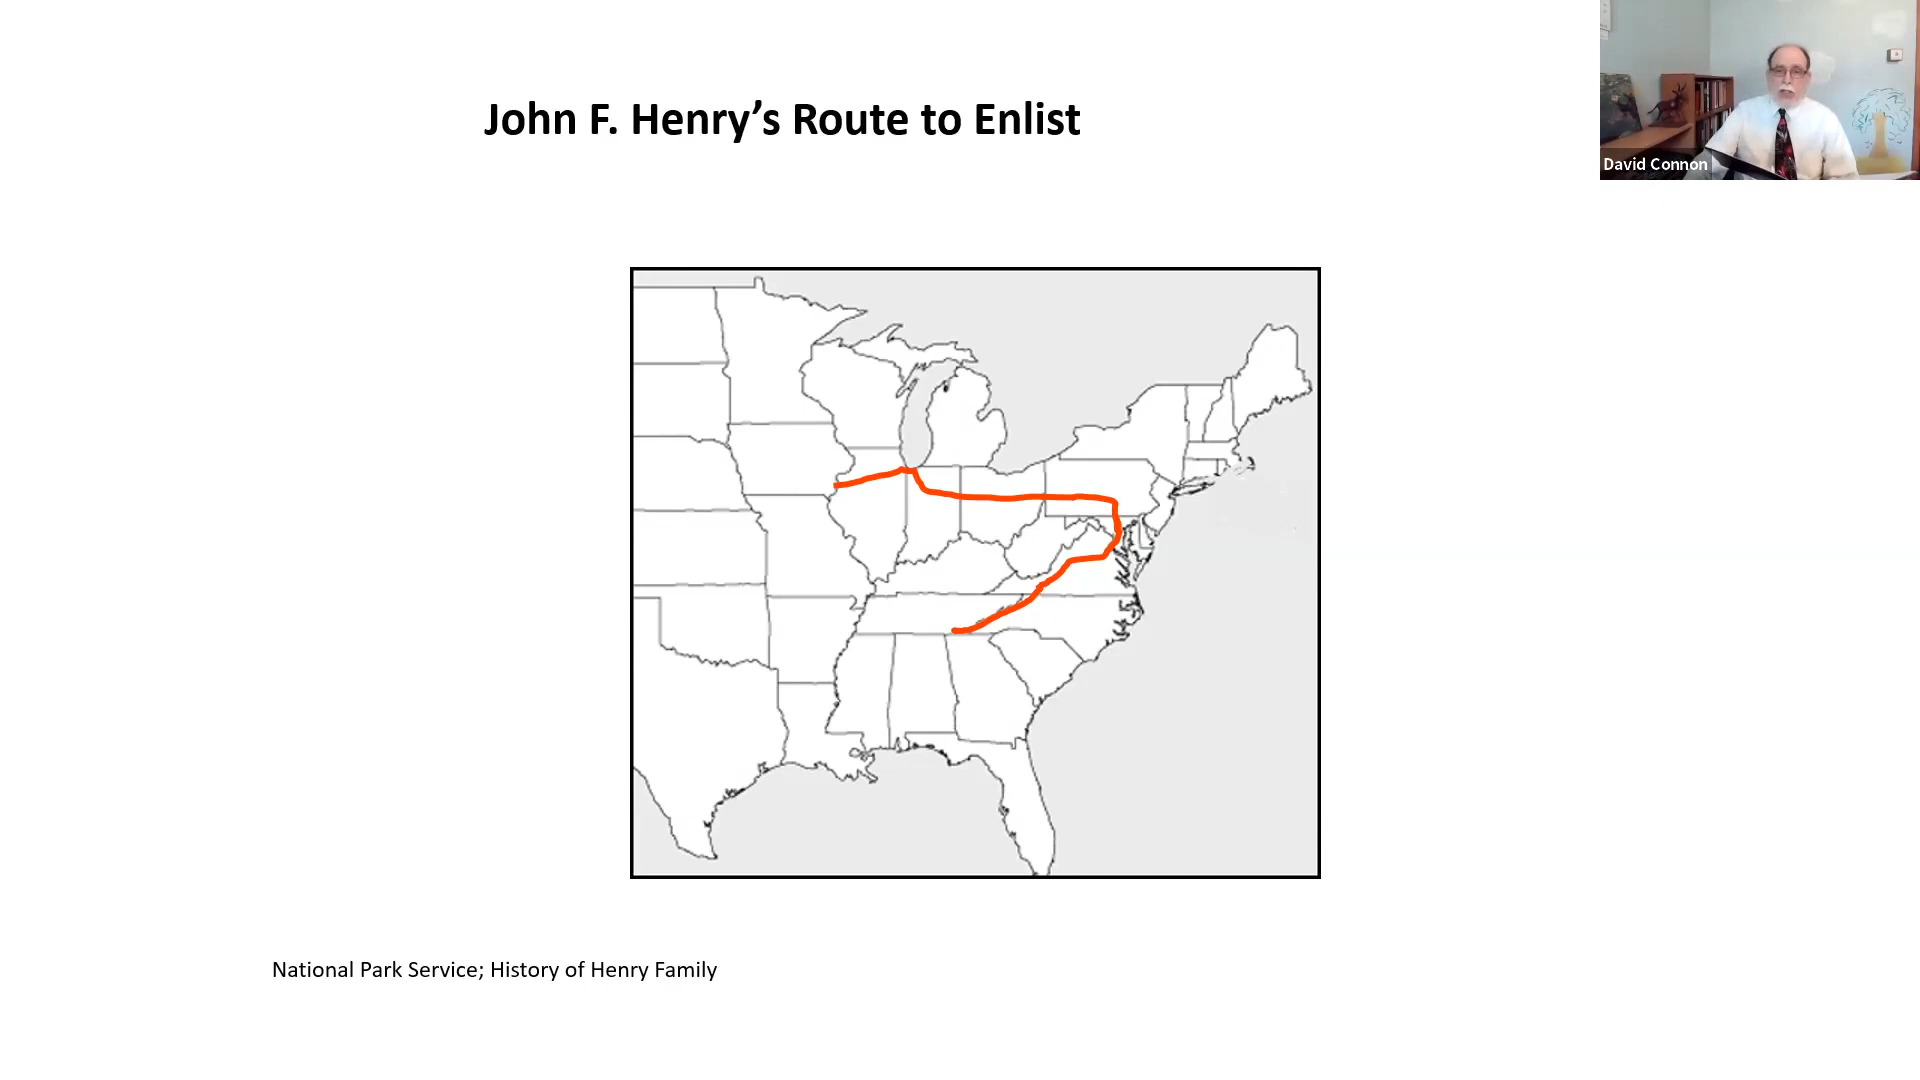 John F. Henry’s Route to Enlist
David Connon
National Park Service; History of Henry Family